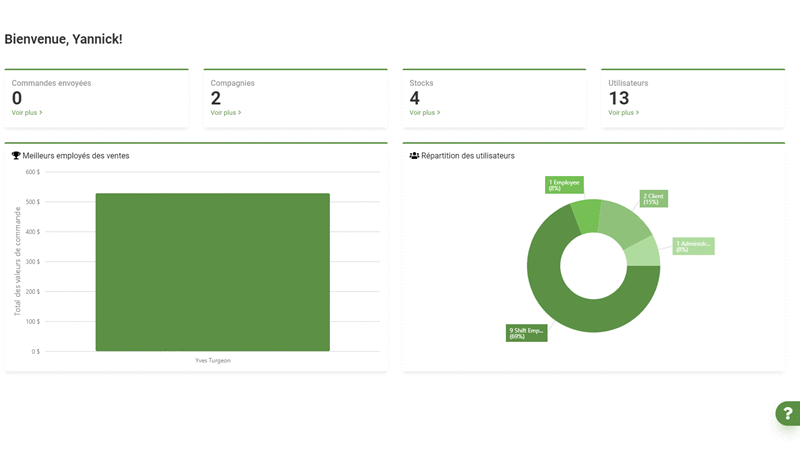 Bienvenue, Yannick!
Commandes envoyées
0
Voir plus >
Compagnies
2
Voir plus >
Stocks
4
Voir plus >
Utilisateurs
13
Voir plus >
Meilleurs employés des ventes
600 $
500 $
400 $
300 $
200 $
100 $
0 $
Total des valeurs de commande
Yves Turgeon
Répartition des utilisateurs
1 Employee
(8%)
2 Client
(15%)
1 Administr...
(8%)
9 Shift Emp...
(69%)
?